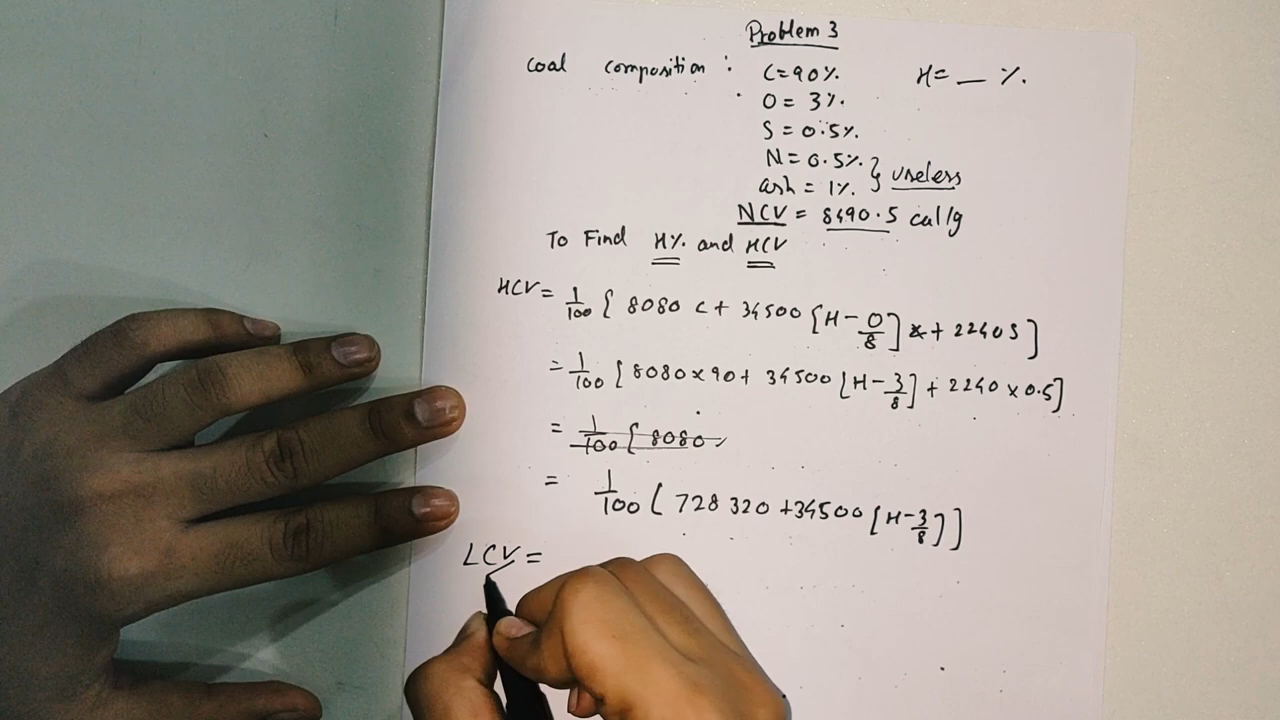 Problem 3
coal composition : C=90%. H= __ %.
O = 3%.
S = 0.5%.
N = 0.5%. } useless
ash = 1%.
NCV = 8490.5 cal/g
To Find H%. and HCV
HCV = 1/100 { 8080 C + 34500 [H - O/8] + 2240 S ]
= 1/100 [ 8080 x 90 + 34500 [H - 3/8] + 2240 x 0.5]
= 1/100 [ 8080
= 1/100 [ 728320 + 34500 [H - 3/8] ]
LCV =